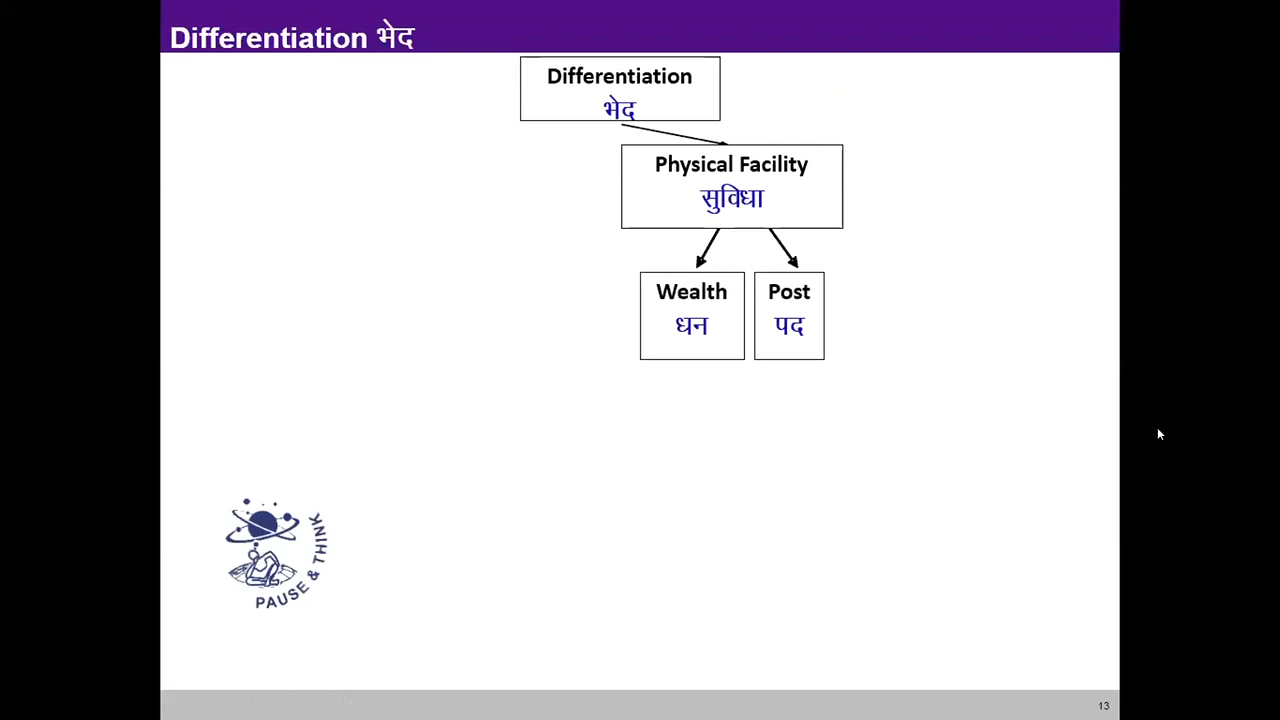 Differentiation भेद
Differentiation
भेद
Physical Facility
सुविधा
Wealth
धन
Post
पद
PAUSE & THINK
13